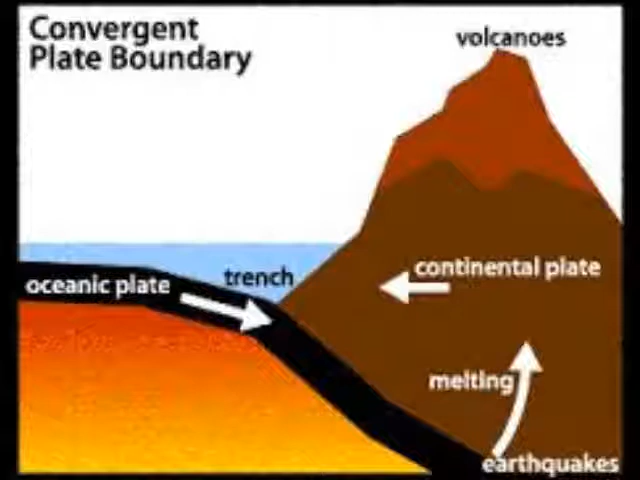 Convergent
Plate Boundary
volcanoes
oceanic plate
trench
continental plate
melting
earthquakes